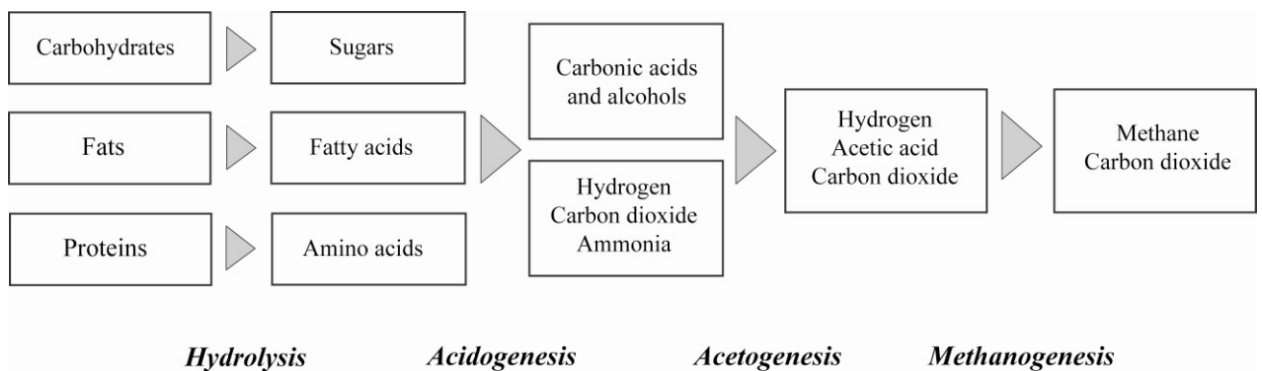 Carbohydrates
Sugars
Fats
Fatty acids
Proteins
Amino acids
Carbonic acids
and alcohols
Hydrogen
Carbon dioxide
Ammonia
Hydrogen
Acetic acid
Carbon dioxide
Methane
Carbon dioxide
Hydrolysis
Acidogenesis
Acetogenesis
Methanogenesis